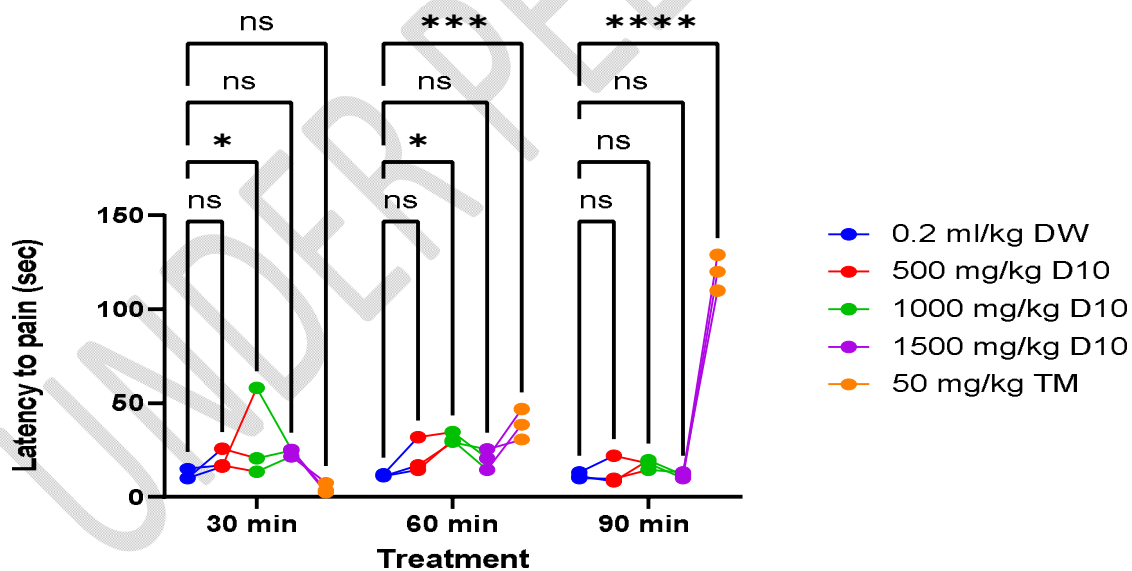 ns
***
****
ns
ns
ns
*
*
ns
ns
ns
ns
150
100
50
0
Latency to pain (sec)
30 min
60 min
90 min
Treatment
0.2 ml/kg DW
500 mg/kg D10
1000 mg/kg D10
1500 mg/kg D10
50 mg/kg TM
UNDER PE